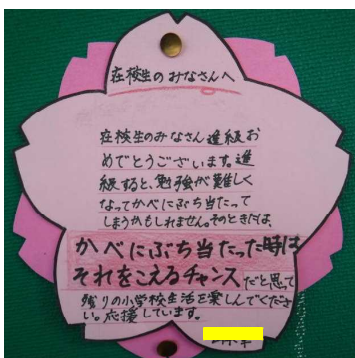 在校生のみなさんへ
在校生のみなさん進級お
めでとうございます。進
級すると、勉強が難しく
なってかべにぶち当たって
しまうかもしれません。そのときは、
かべにぶち当たった時は
それをこえるチャンスだと思って
残りの小学校生活を楽しんでくださ
い。応援しています。